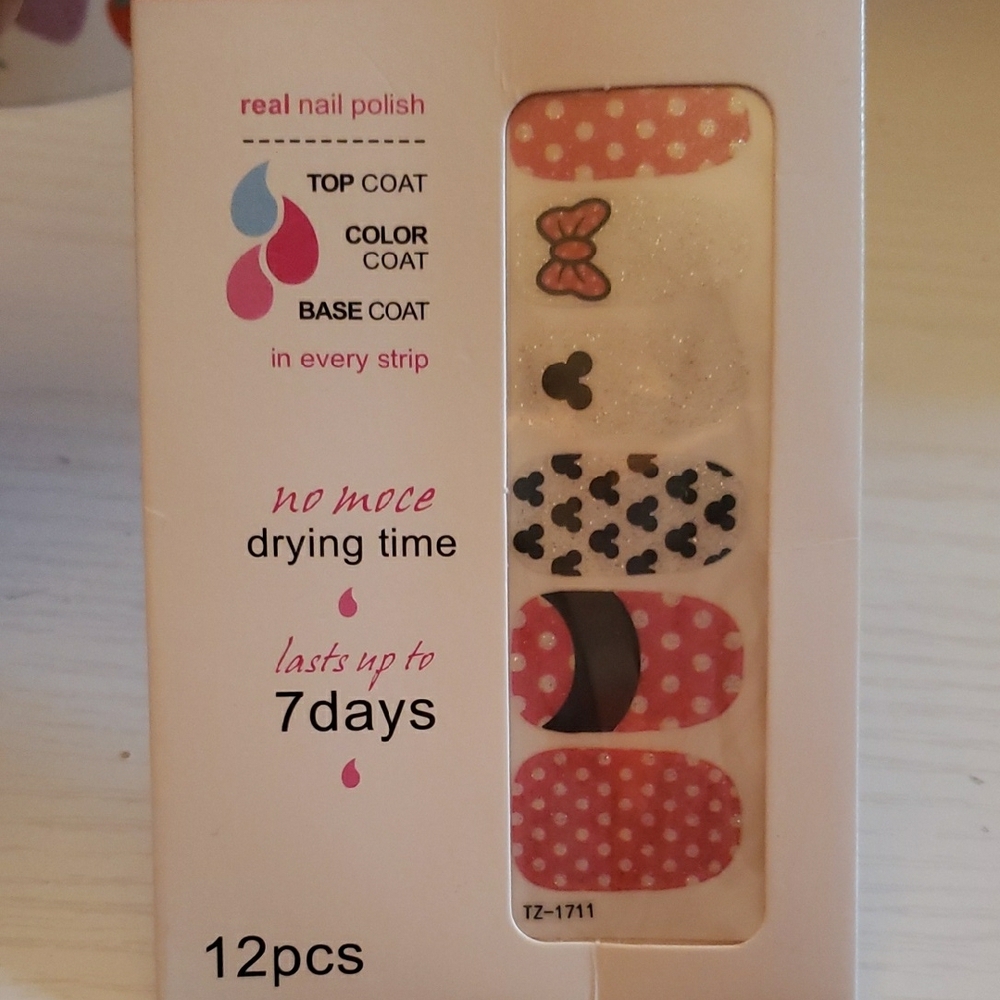 real nail polish
TOP COAT
COLOR
COAT
BASE COAT
in every strip
no moce
drying time
lasts up to
7days
12pcs
TZ-1711